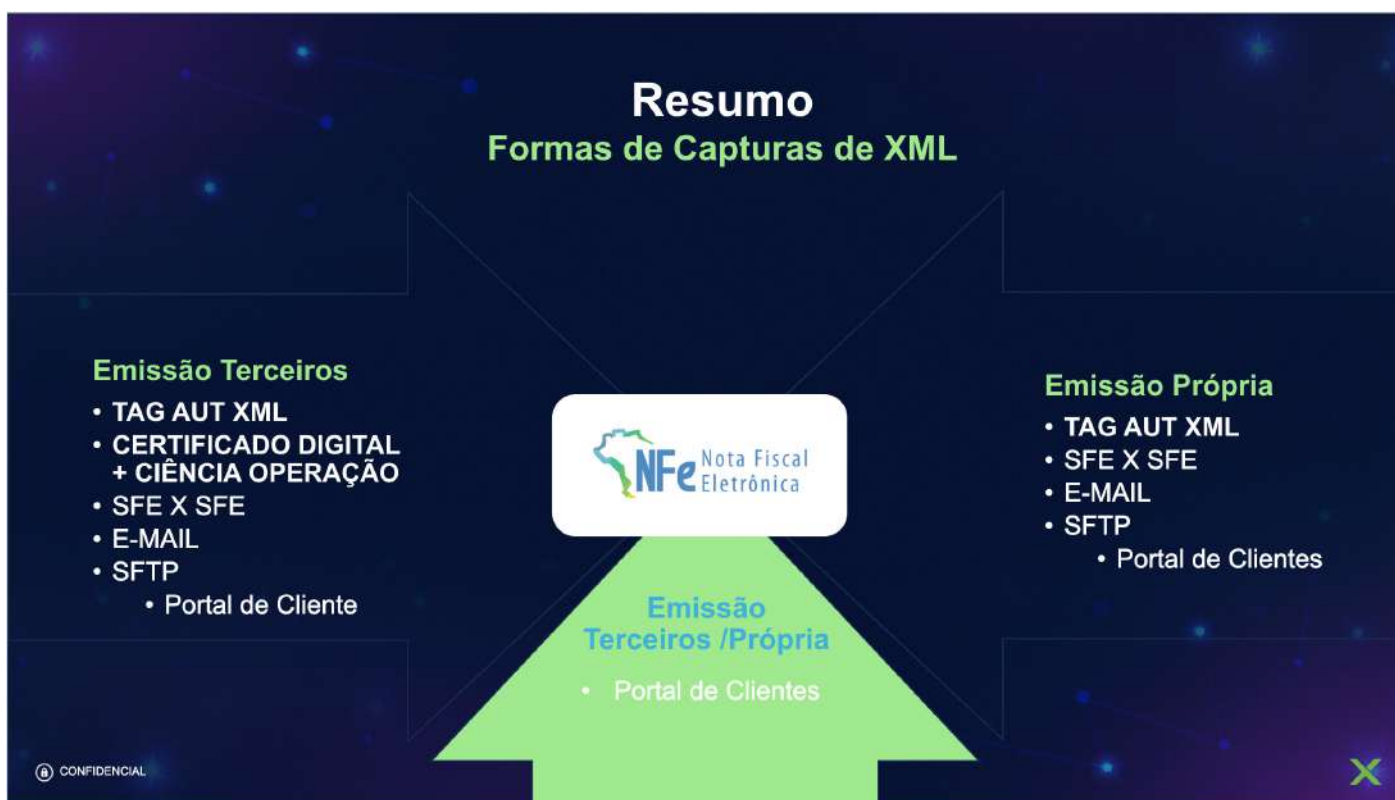 Resumo
Formas de Capturas de XML
Emissão Terceiros
• TAG AUT XML
• CERTIFICADO DIGITAL
+ CIÊNCIA OPERAÇÃO
• SFE X SFE
• E-MAIL
• SFTP
• Portal de Cliente
NFe Nota Fiscal
Eletrônica
Emissão
Terceiros /Própria
• Portal de Clientes
Emissão Própria
• TAG AUT XML
• SFE X SFE
• E-MAIL
• SFTP
• Portal de Clientes
CONFIDENCIAL